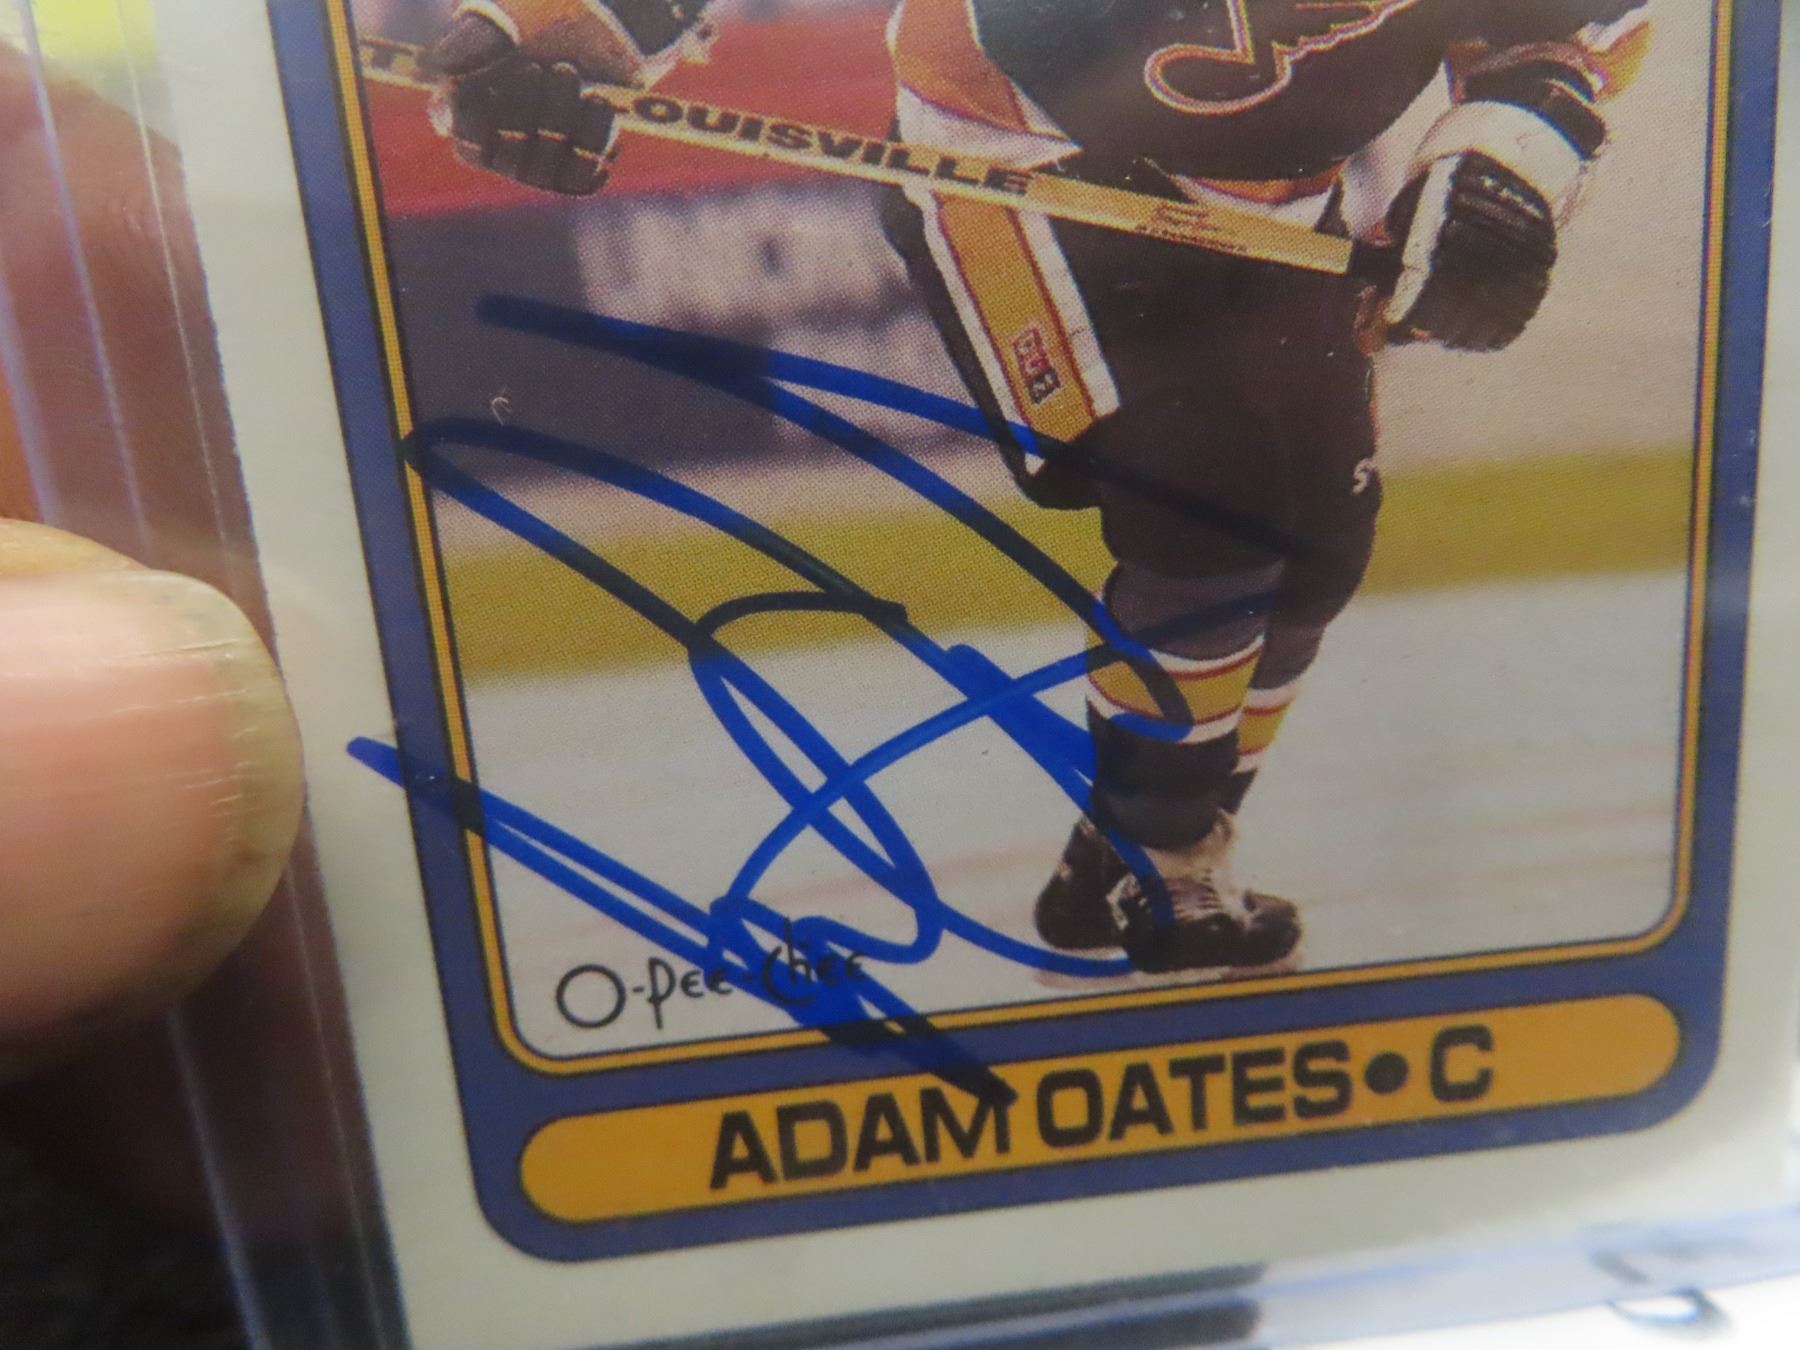 LOUISVILLE
O-PEE-CHEE
ADAM OATES•C